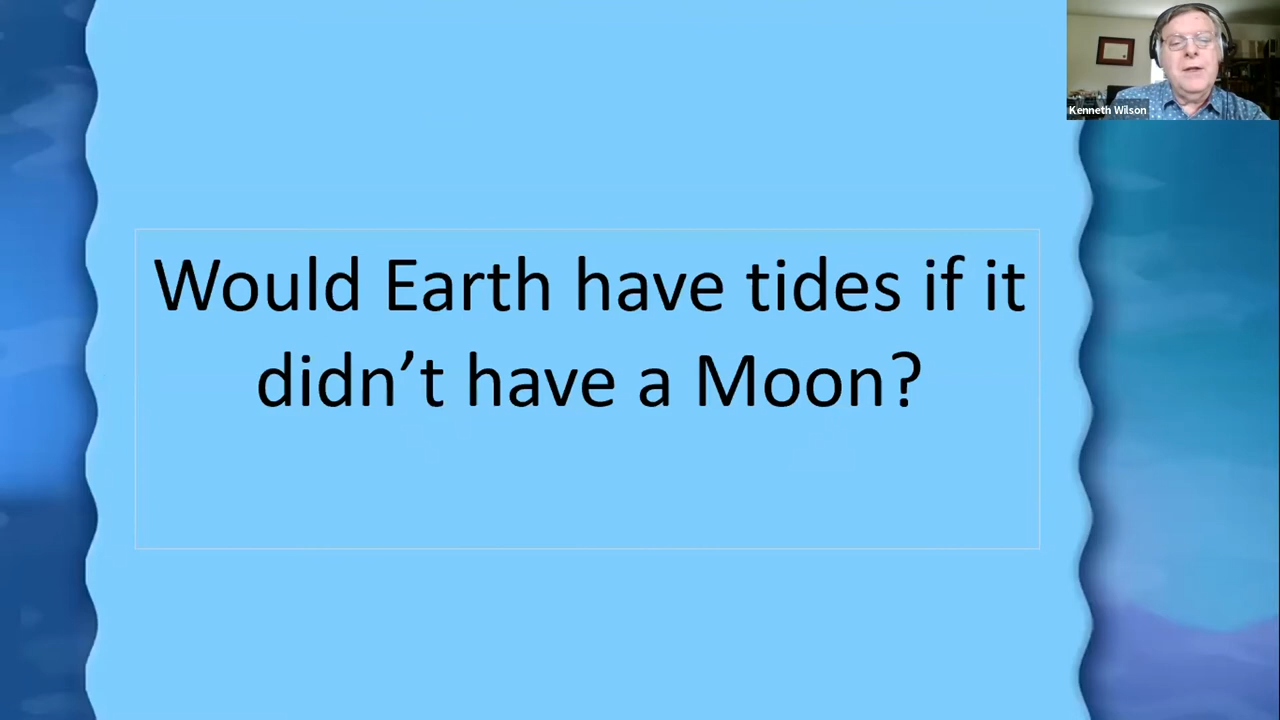 Would Earth have tides if it
didn’t have a Moon?
Kenneth Wilson